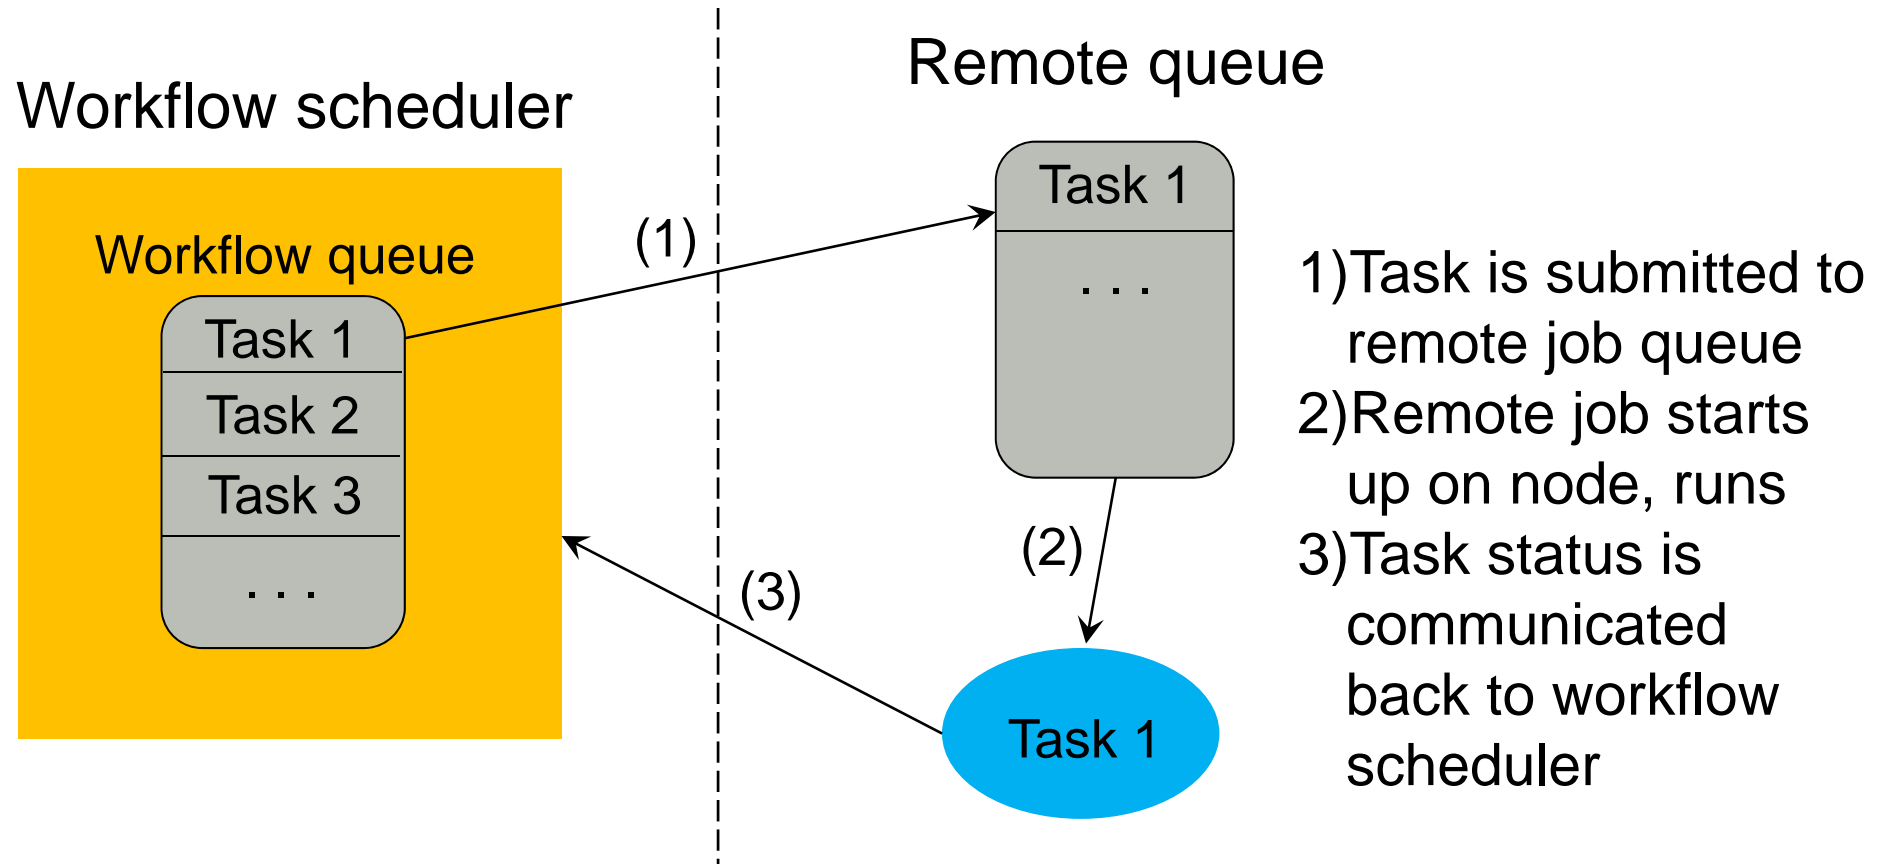 Workflow scheduler
Workflow queue
Task 1
Task 2
Task 3
. . .
(1)
Remote queue
Task 1
. . .
(2)
Task 1
(3)
1)Task is submitted to
remote job queue
2)Remote job starts
up on node, runs
3)Task status is
communicated
back to workflow
scheduler